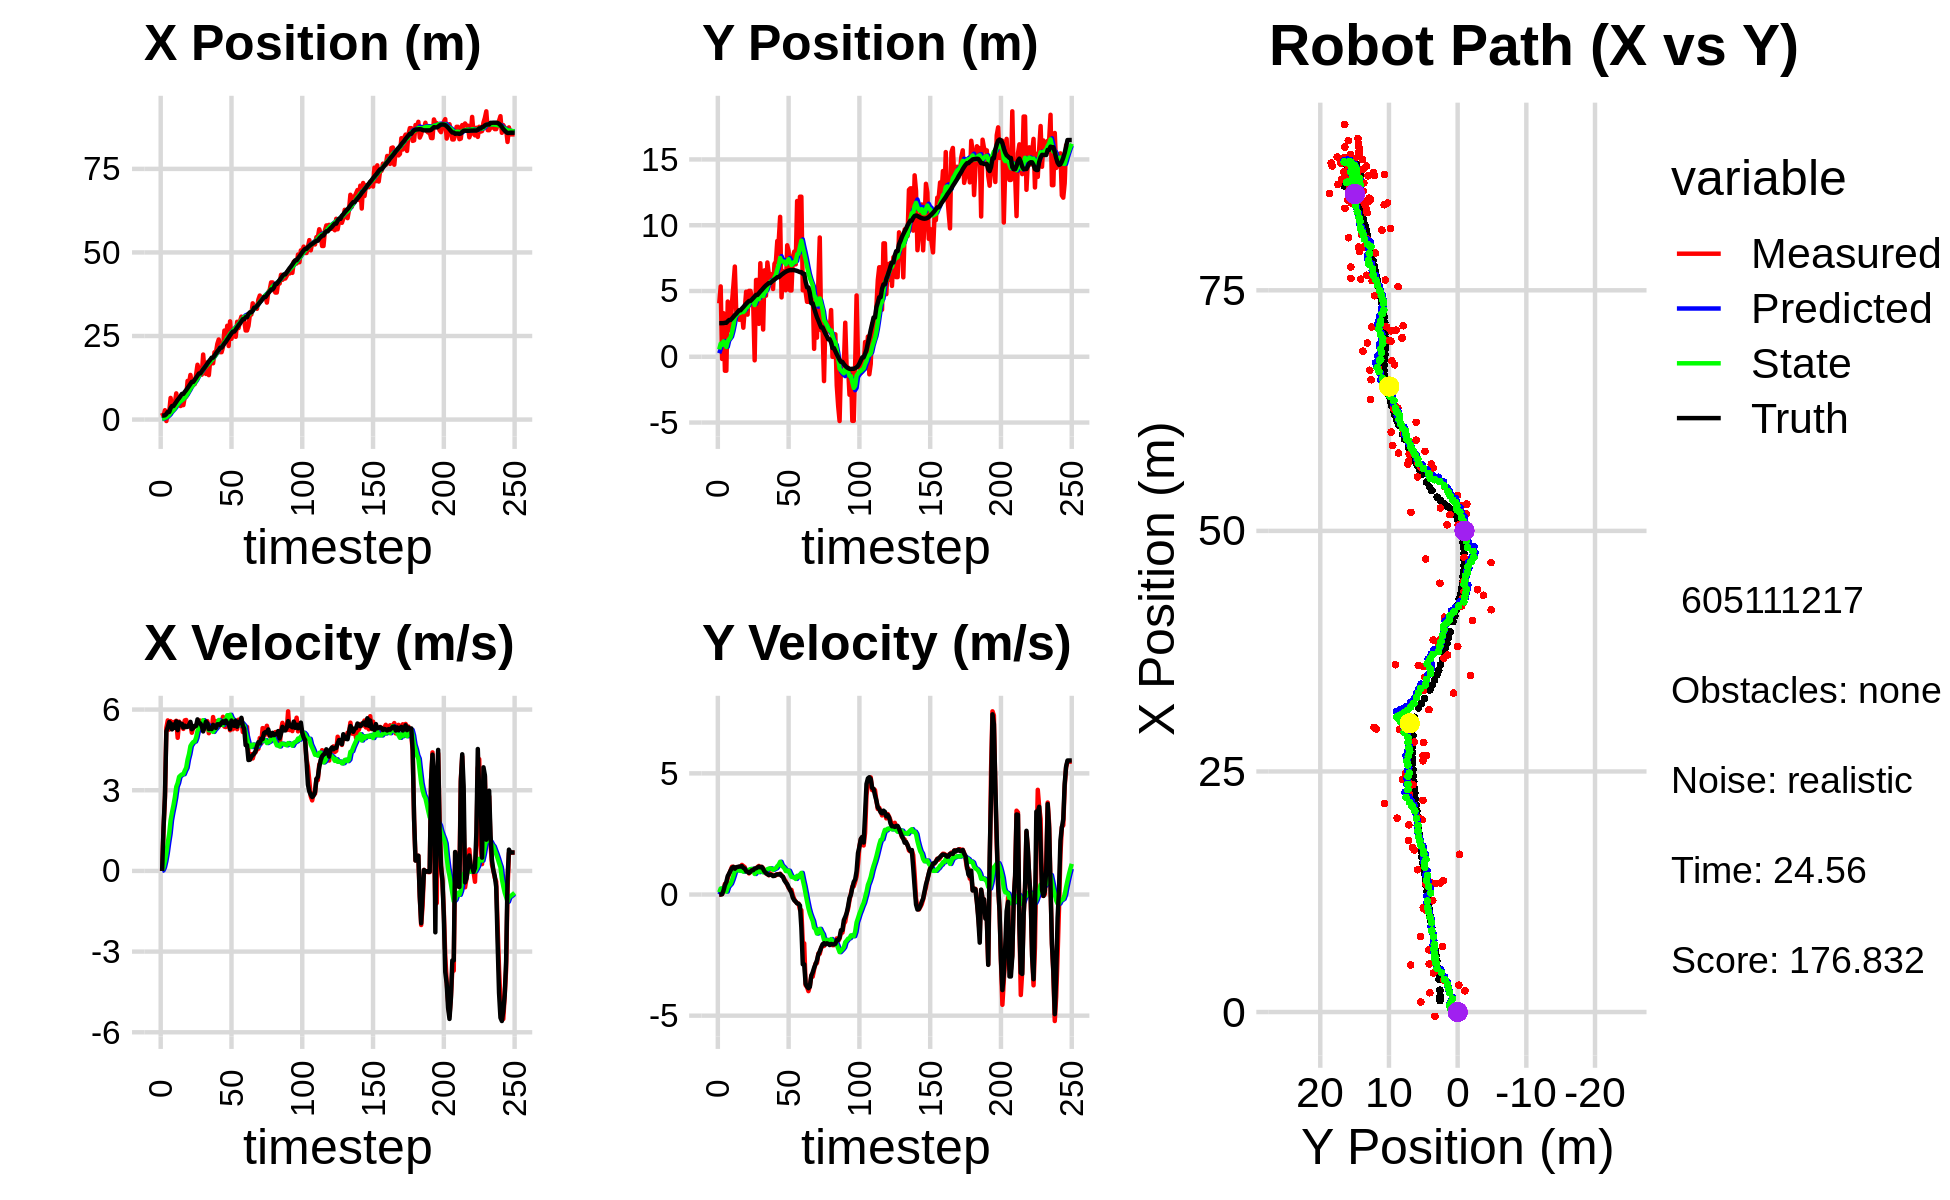 X Position (m)
75
50
25
0
0 50 100 150 200 250
timestep
Y Position (m)
15
10
5
0
-5
0 50 100 150 200 250
timestep
X Velocity (m/s)
6
3
0
-3
-6
0 50 100 150 200 250
timestep
Y Velocity (m/s)
5
0
-5
0 50 100 150 200 250
timestep
Robot Path (X vs Y)
X Position (m)
75
50
25
0
20 10 0 -10 -20
Y Position (m)
variable
Measured
Predicted
State
Truth
605111217
Obstacles: none
Noise: realistic
Time: 24.56
Score: 176.832